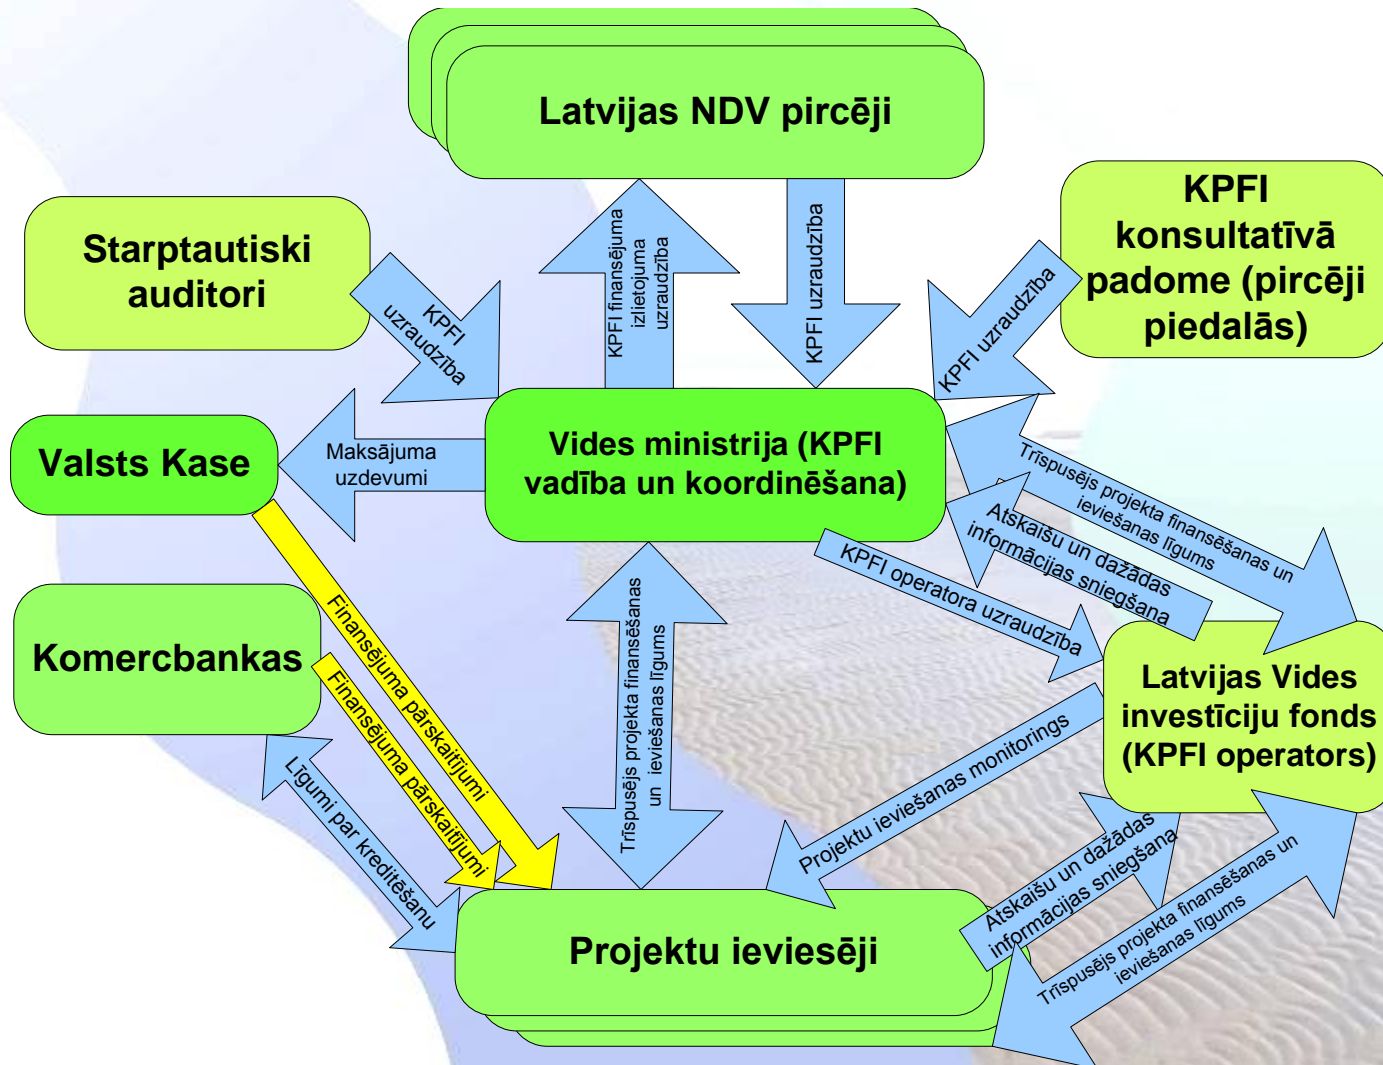 Latvijas NDV pircēji
Starptautiski
auditori
KPFI
konsultatīvā
padome (pircēji
piedalās)
KPFI
uzraudzība
KPFI finansējuma
izlietojuma
uzraudzība
KPFI uzraudzība
KPFI uzraudzība
Valsts Kase
Maksājuma
uzdevumi
Vides ministrija (KPFI
vadība un koordinēšana)
Trīspusējs projekta finansēšanas un
ieviešanas līgums
Atskaišu un dažādas
informācijas sniegšana
KPFI operatora uzraudzība
Komercbankas
Finansējuma pārskaitījumi
Finansējuma pārskaitījumi
Līgumi par kreditēšanu
Trīspusējs projekta finansēšanas
un ieviešanas līgums
Latvijas Vides
investīciju fonds
(KPFI operators)
Projektu ieviešanas monitorings
Atskaišu un dažādas
informācijas sniegšana
Trīspusējs projekta finansēšanas un
ieviešanas līgums
Projektu ieviesēji